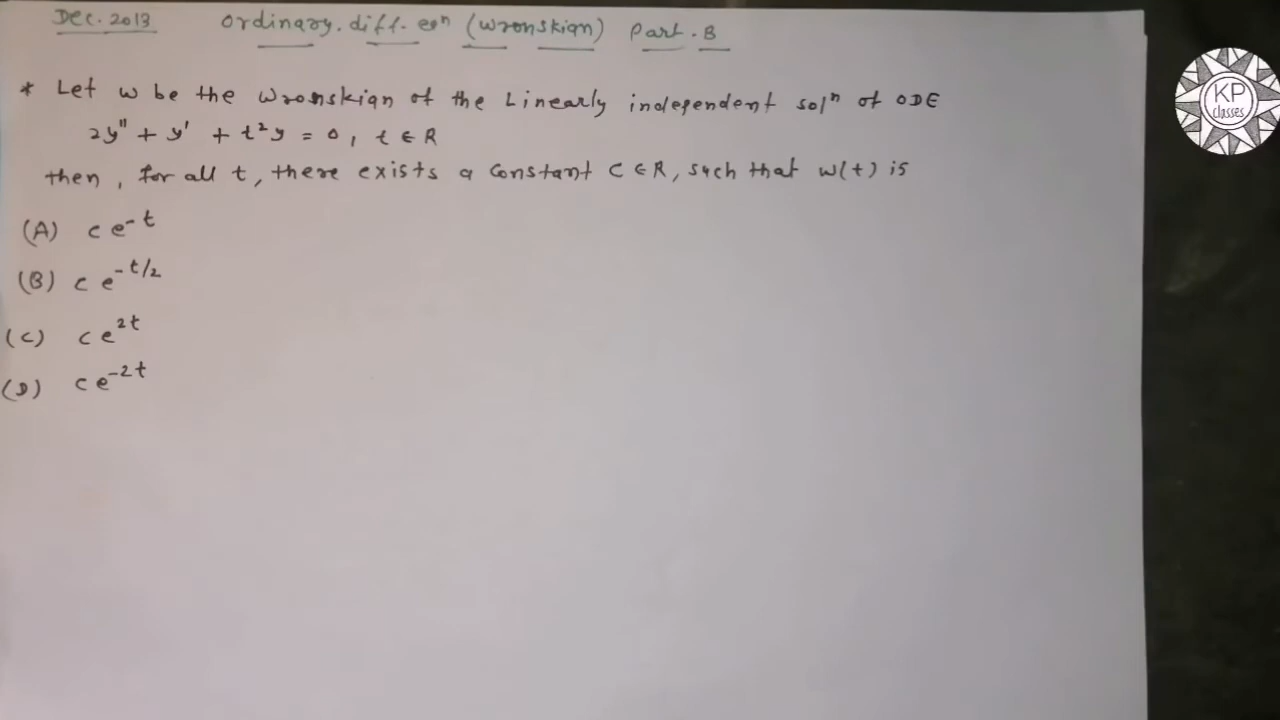 Dec. 2013 Ordinary. diff. eqn (wronskian) Part. B
* Let w be the wronskian of the Linearly independent solⁿ of ODE
2y" + y' + t²y = 0, t ∈ R
then, for all t, there exists a constant C ∈ R, such that w(t) is
(A) c e^-t
(B) c e^-t/2
(C) c e^2t
(D) c e^-2t
KP
classes